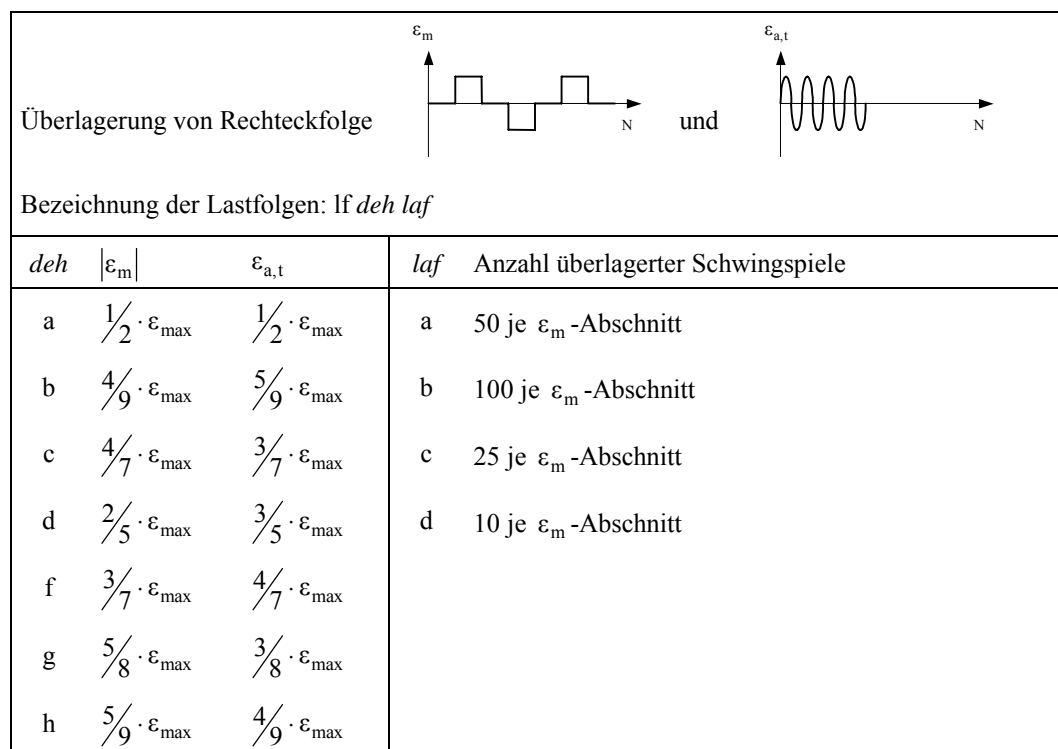 ε_m ε_a,t
Überlagerung von Rechteckfolge N und N
Bezeichnung der Lastfolgen: lf deh laf
deh |ε_m| ε_a,t laf Anzahl überlagerter Schwingspiele
a 1/2 · ε_max 1/2 · ε_max a 50 je ε_m -Abschnitt
b 4/9 · ε_max 5/9 · ε_max b 100 je ε_m -Abschnitt
c 4/7 · ε_max 3/7 · ε_max c 25 je ε_m -Abschnitt
d 2/5 · ε_max 3/5 · ε_max d 10 je ε_m -Abschnitt
f 3/7 · ε_max 4/7 · ε_max
g 5/8 · ε_max 3/8 · ε_max
h 5/9 · ε_max 4/9 · ε_max